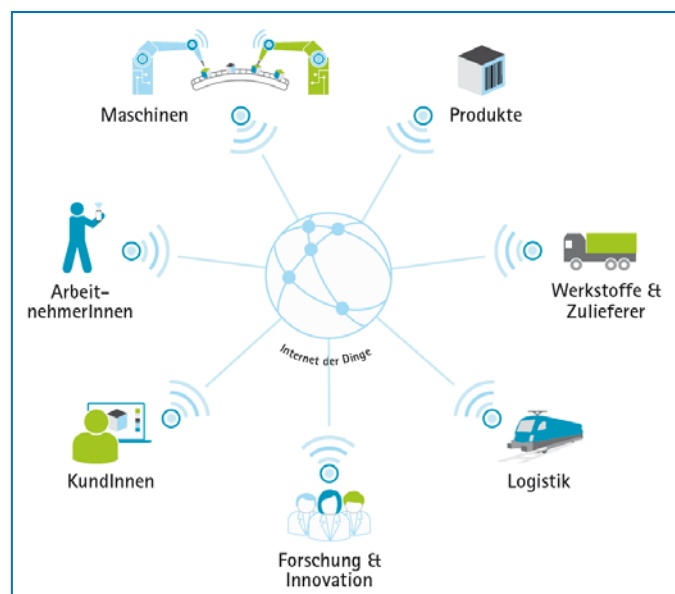 Maschinen
Produkte
Arbeit-
nehmerInnen
Werkstoffe &
Zulieferer
Internet der Dinge
KundInnen
Logistik
Forschung &
Innovation